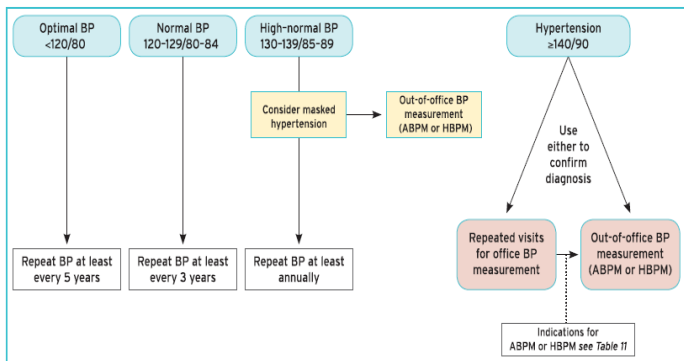 Optimal BP
<120/80
Normal BP
120-129/80-84
High-normal BP
130-139/85-89
Hypertension
≥140/90
Consider masked
hypertension
Out-of-office BP
measurement
(ABPM or HBPM)
Use
either to
confirm
diagnosis
Repeat BP at least
every 5 years
Repeat BP at least
every 3 years
Repeat BP at least
annually
Repeated visits
for office BP
measurement
Out-of-office BP
measurement
(ABPM or HBPM)
Indications for
ABPM or HBPM see Table 11